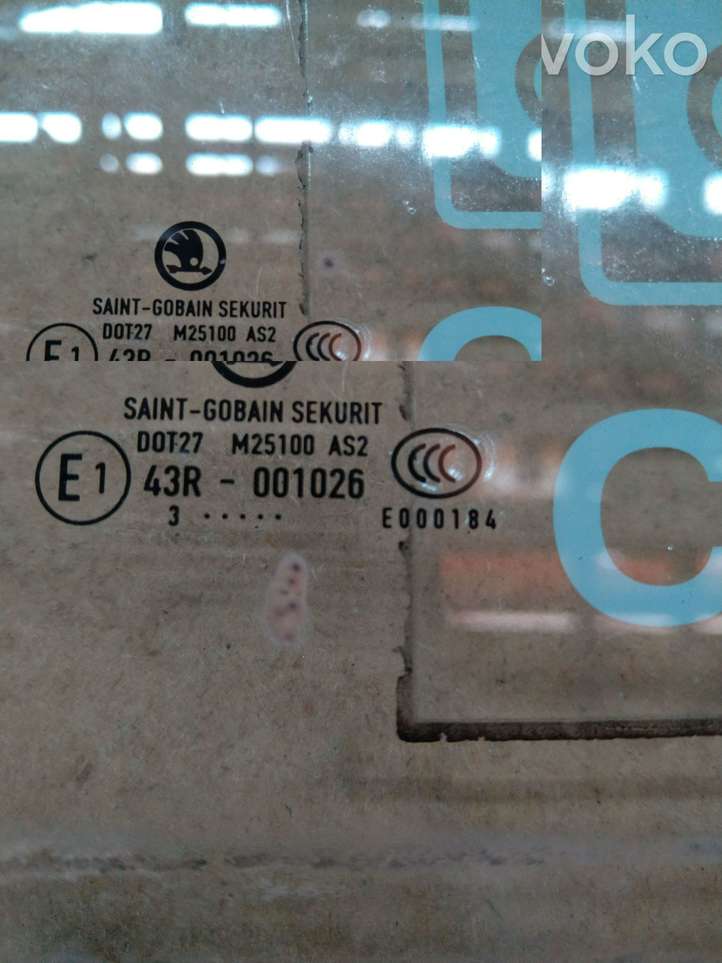 voko
SAINT-GOBAIN SEKURIT
DOT27 M25100 AS2
E1 43R - 001026
SAINT-GOBAIN SEKURIT
DOT27 M25100 AS2
E1 43R - 001026
3 ..... E000184
C